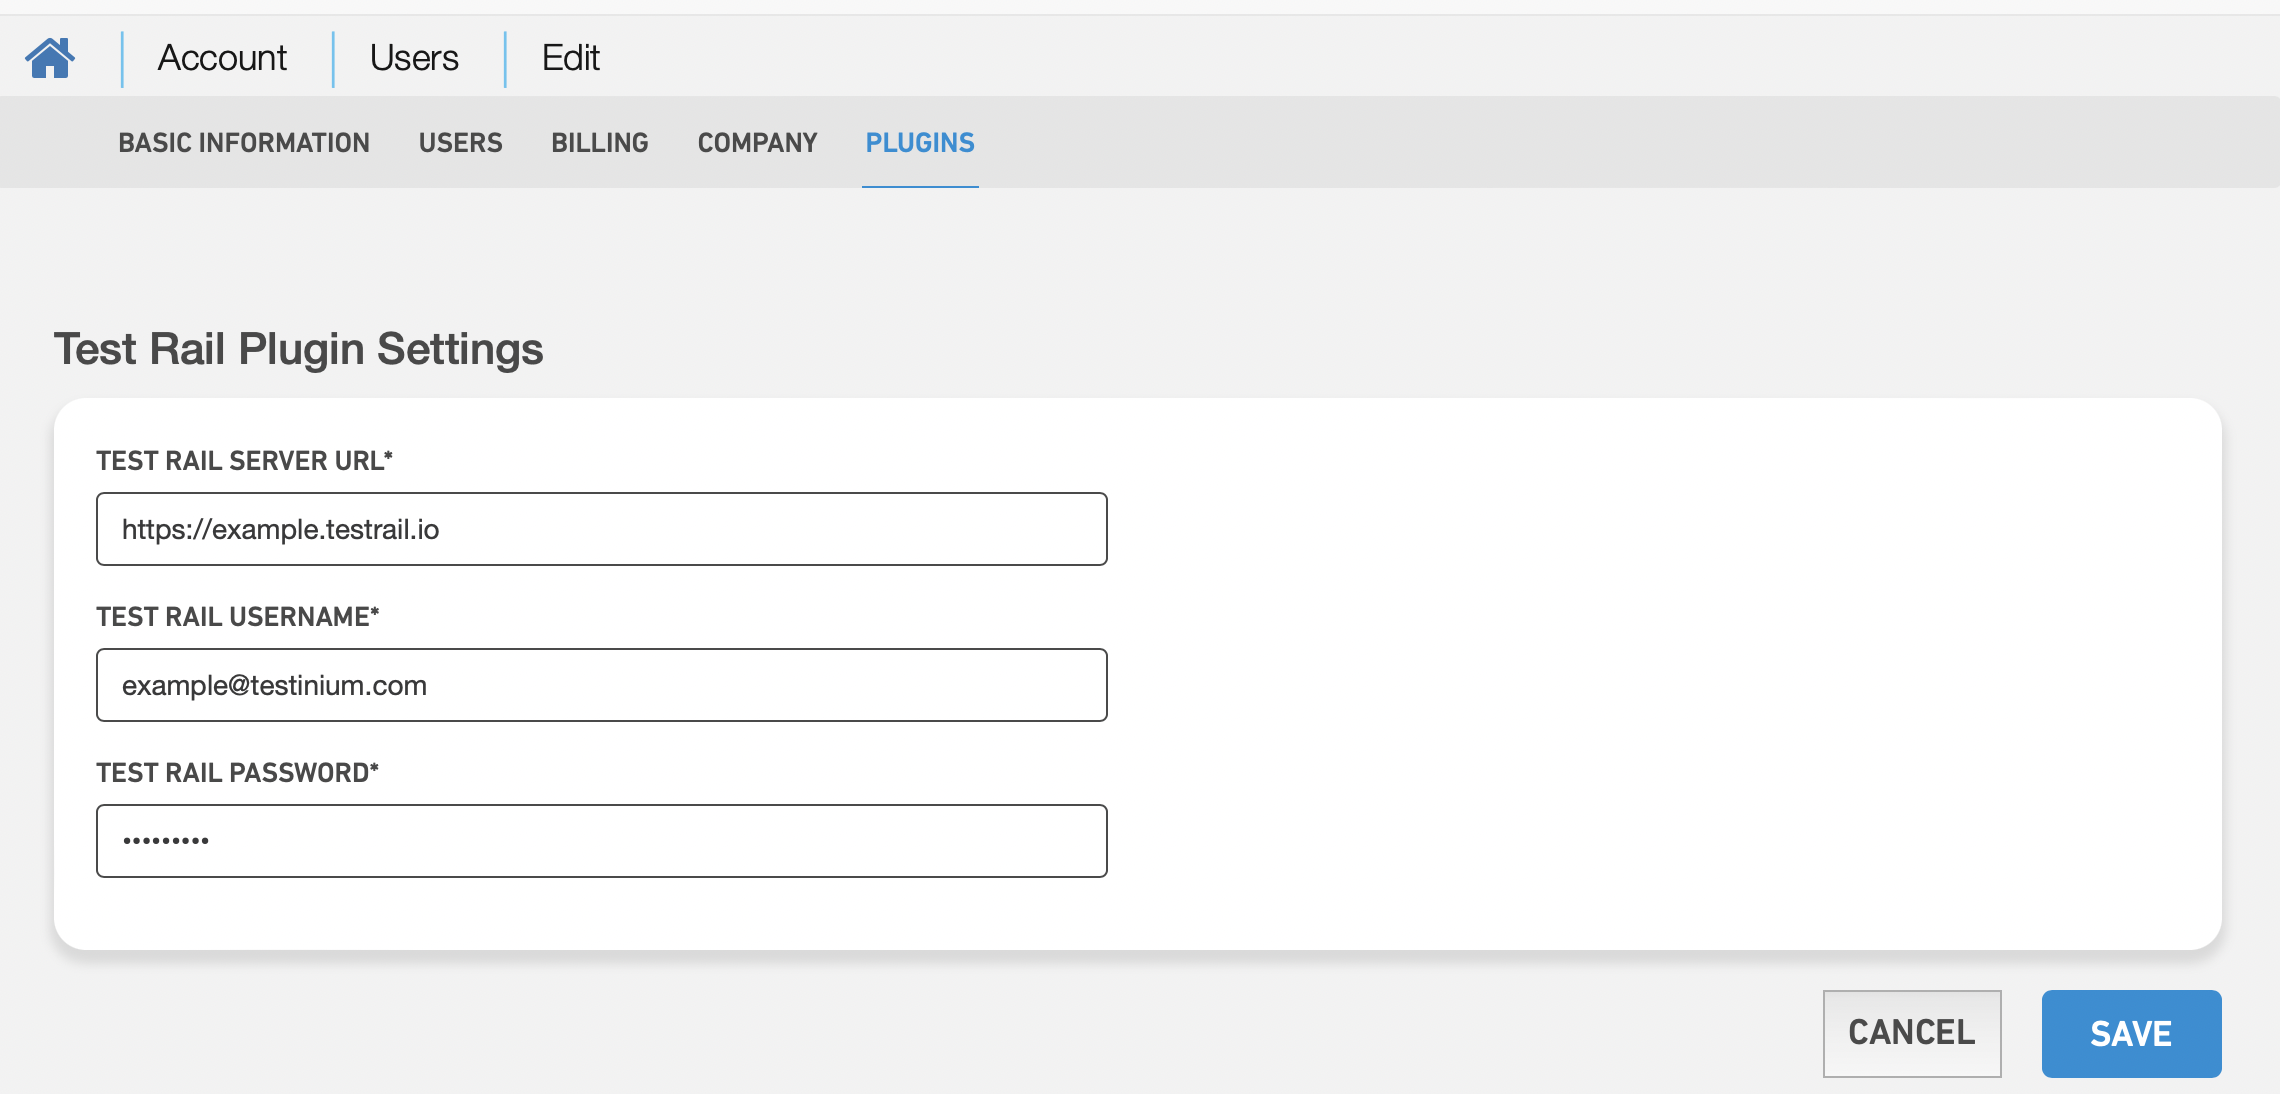 Account Users Edit
BASIC INFORMATION USERS BILLING COMPANY PLUGINS
Test Rail Plugin Settings
TEST RAIL SERVER URL*
https://example.testrail.io
TEST RAIL USERNAME*
example@testinium.com
TEST RAIL PASSWORD*
•••••••••
CANCEL SAVE